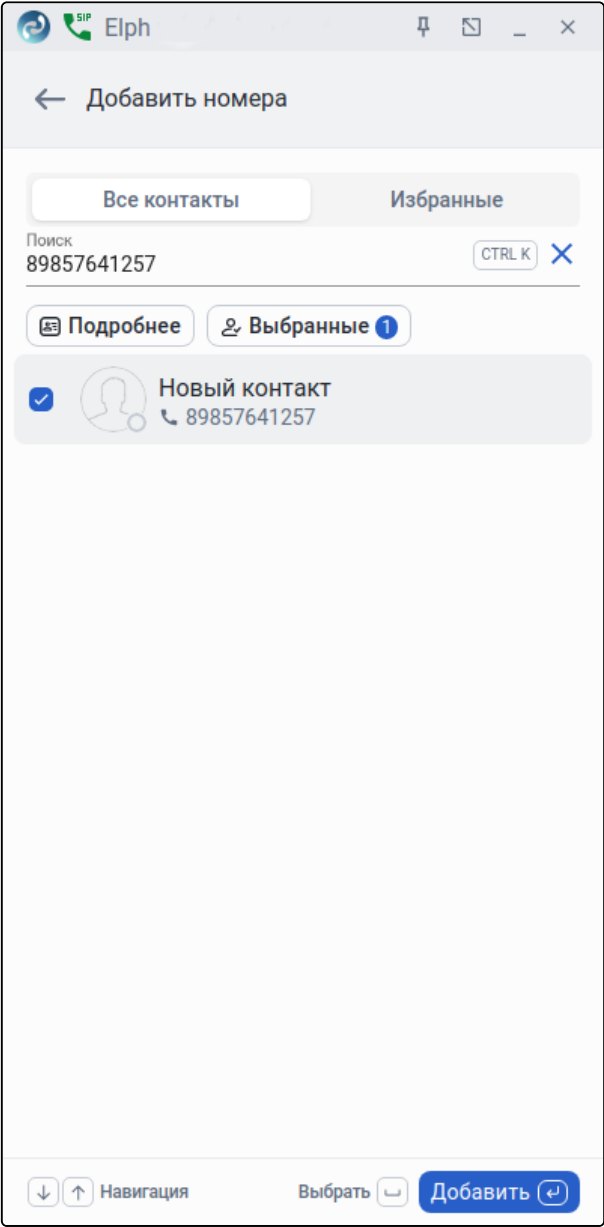 SIP Elph
Добавить номера
Все контакты Избранные
Поиск
89857641257 CTRL K
Подробнее Выбранные 1
Новый контакт
89857641257
Навигация Выбрать Добавить